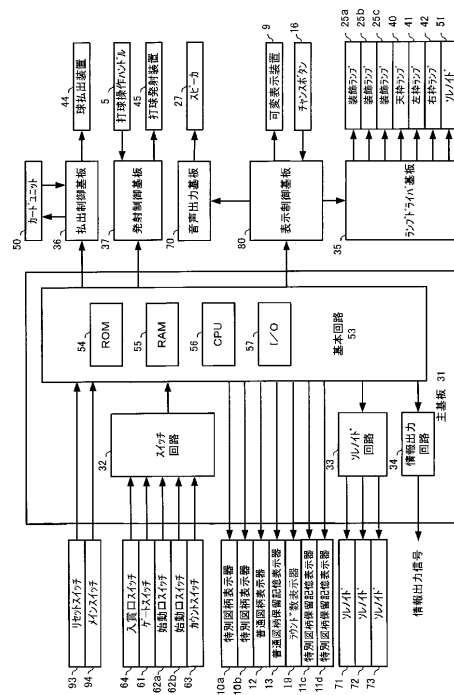 93
リセットスイッチ
94
メインスイッチ
64
入賞口スイッチ
61
ゲートスイッチ
62a
始動口スイッチ
62b
始動口スイッチ
63
カウントスイッチ
10a
特別図柄表示器
10b
特別図柄表示器
12
普通図柄表示器
13
普通図柄保留記憶表示器
19
ラウンド数表示器
11c
特別図柄保留記憶表示器
11d
特別図柄保留記憶表示器
71
ソレノイド
72
ソレノイド
73
ソレノイド
情報出力信号
32
スイッチ
回路
33
ソレノイド
回路
34
情報出力
回路
主基板 31
54
ROM
55
RAM
56
CPU
57
I/O
基本回路
53
50
カードユニット
36
払出制御基板
37
発射制御基板
70
音声出力基板
80
表示制御基板
35
ランプドライバ基板
44
球払出装置
5
打球操作ハンドル
45
打球発射装置
27
スピーカ
9
可変表示装置
16
チャンスボタン
25a
装飾ランプ
25b
装飾ランプ
25c
装飾ランプ
40
天枠ランプ
41
左枠ランプ
42
右枠ランプ
51
ソレノイド